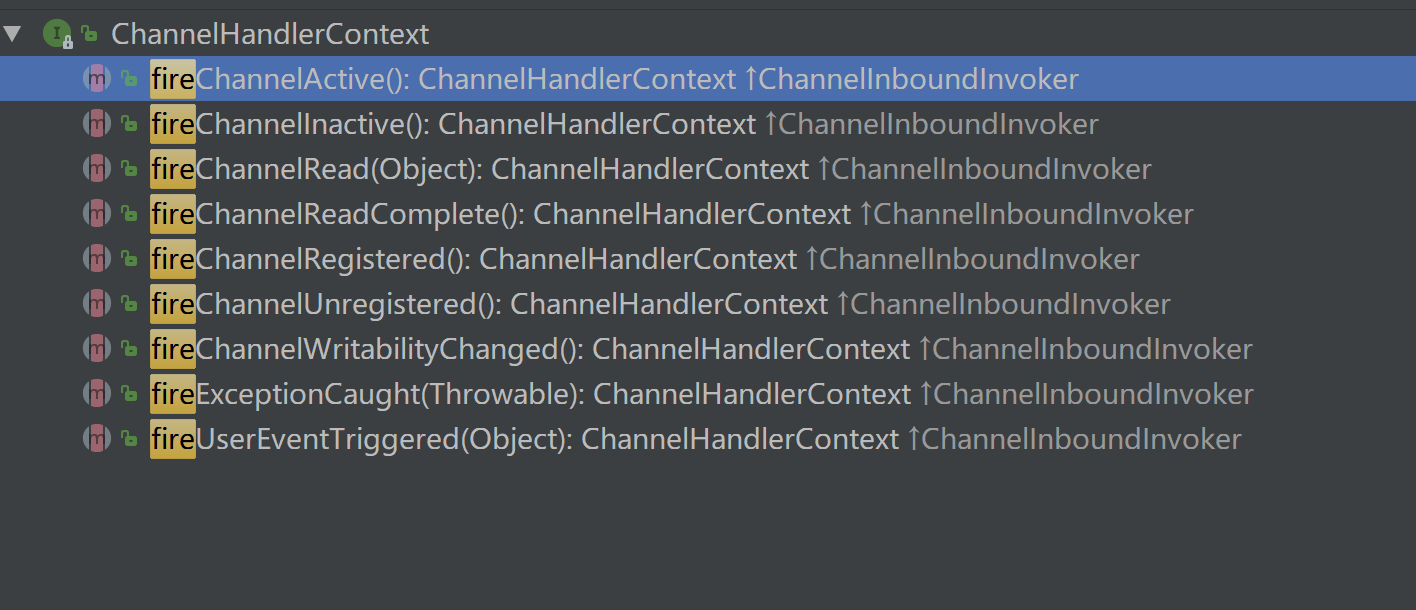 ChannelHandlerContext
fireChannelActive(): ChannelHandlerContext ↑ChannelInboundInvoker
fireChannelInactive(): ChannelHandlerContext ↑ChannelInboundInvoker
fireChannelRead(Object): ChannelHandlerContext ↑ChannelInboundInvoker
fireChannelReadComplete(): ChannelHandlerContext ↑ChannelInboundInvoker
fireChannelRegistered(): ChannelHandlerContext ↑ChannelInboundInvoker
fireChannelUnregistered(): ChannelHandlerContext ↑ChannelInboundInvoker
fireChannelWritabilityChanged(): ChannelHandlerContext ↑ChannelInboundInvoker
fireExceptionCaught(Throwable): ChannelHandlerContext ↑ChannelInboundInvoker
fireUserEventTriggered(Object): ChannelHandlerContext ↑ChannelInboundInvoker